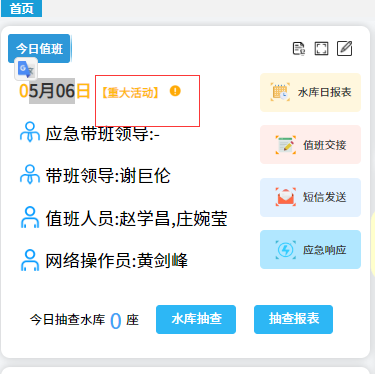 首页
今日值班
05月06日 【重大活动】
水库日报表
应急带班领导:-
值班交接
带班领导:谢巨伦
短信发送
值班人员:赵学昌,庄婉莹
应急响应
网络操作员:黄剑峰
今日抽查水库 0 座 水库抽查 抽查报表